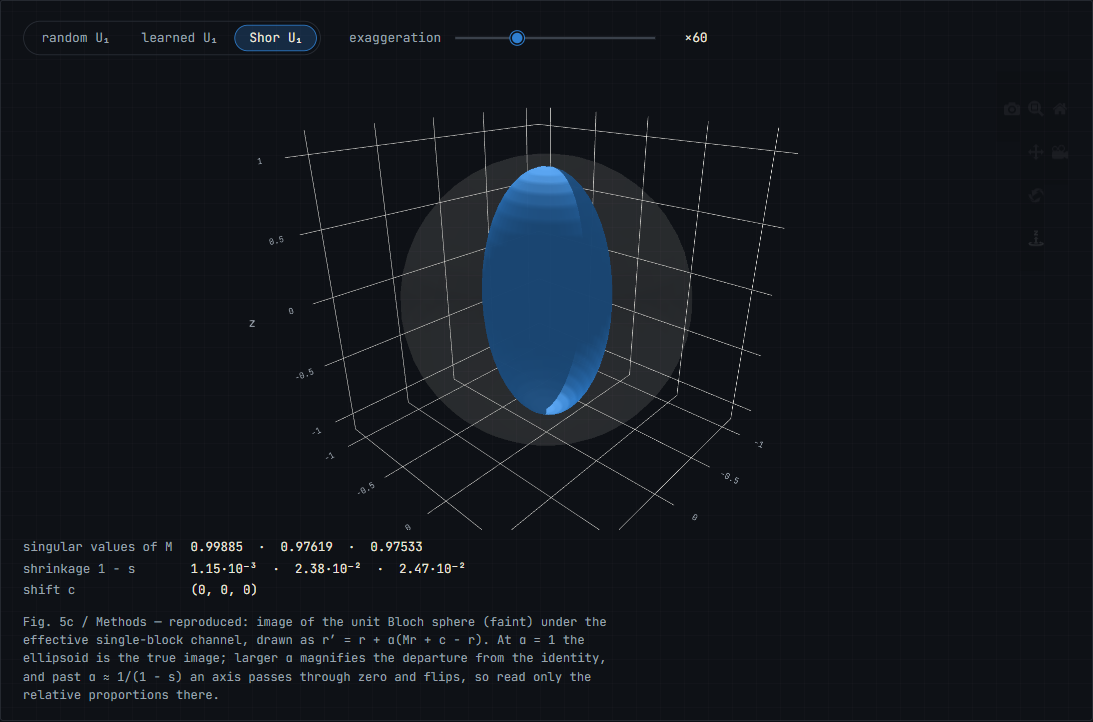 random U₁ learned U₁ Shor U₁ exaggeration ×60
1
0.5
0
z
-0.5
-1
-1
-1
-0.5
-0.5
0
0
singular values of M 0.99885 · 0.97619 · 0.97533
shrinkage 1 - s 1.15·10⁻³ · 2.38·10⁻² · 2.47·10⁻²
shift c (0, 0, 0)
Fig. 5c / Methods — reproduced: image of the unit Bloch sphere (faint) under the
effective single-block channel, drawn as r′ = r + α(Mr + c - r). At α = 1 the
ellipsoid is the true image; larger α magnifies the departure from the identity,
and past α ≈ 1/(1 - s) an axis passes through zero and flips, so read only the
relative proportions there.